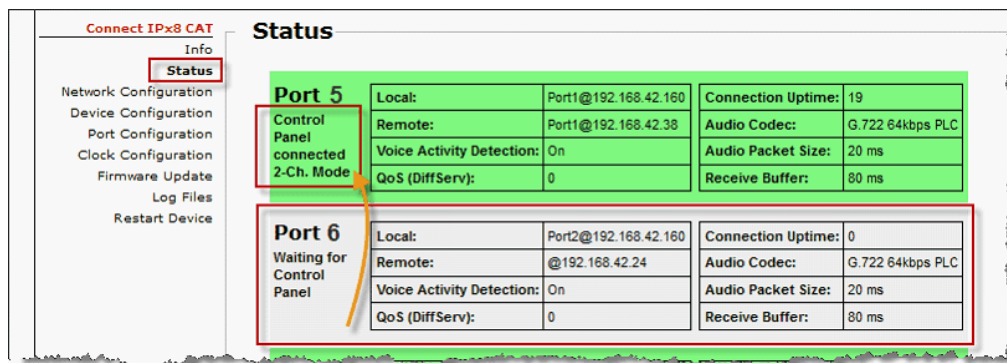 Connect IPx8 CAT
Info
Status
Network Configuration
Device Configuration
Port Configuration
Clock Configuration
Firmware Update
Log Files
Restart Device
Status
Port 5
Control
Panel
connected
2-Ch. Mode
Local: Port1@192.168.42.160 Connection Uptime: 19
Remote: Port1@192.168.42.38 Audio Codec: G.722 64kbps PLC
Voice Activity Detection: On Audio Packet Size: 20 ms
QoS (DiffServ): 0 Receive Buffer: 80 ms
Port 6
Waiting for
Control
Panel
Local: Port2@192.168.42.160 Connection Uptime: 0
Remote: @192.168.42.24 Audio Codec: G.722 64kbps PLC
Voice Activity Detection: On Audio Packet Size: 20 ms
QoS (DiffServ): 0 Receive Buffer: 80 ms